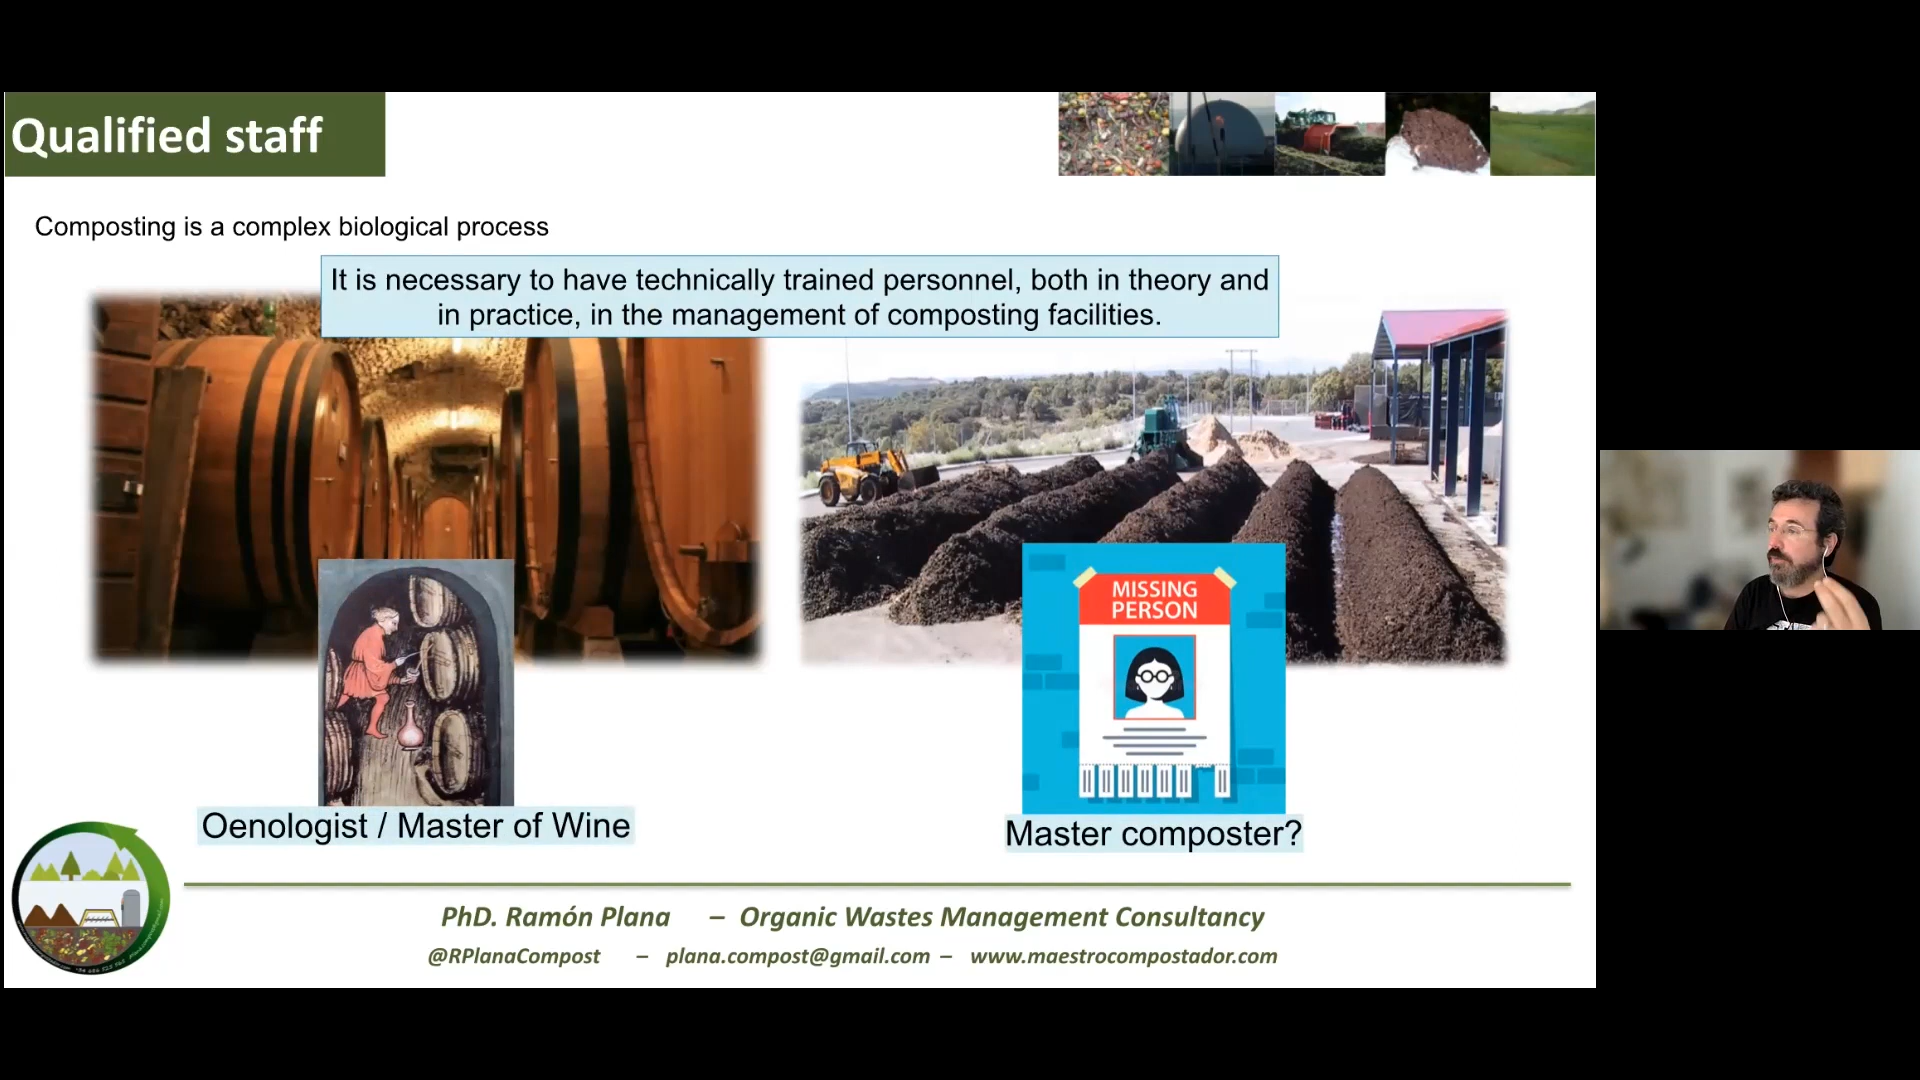 Qualified staff
Composting is a complex biological process
It is necessary to have technically trained personnel, both in theory and
in practice, in the management of composting facilities.
MISSING
PERSON
Oenologist / Master of Wine
Master composter?
PhD. Ramón Plana – Organic Wastes Management Consultancy
@RPlanaCompost – plana.compost@gmail.com – www.maestrocompostador.com